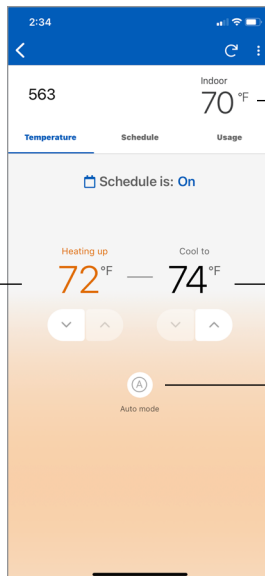 2:34
563
Indoor
70 °F
Temperature Schedule Usage
Schedule is: On
Heating up Cool to
72°F — 74°F
A
Auto mode